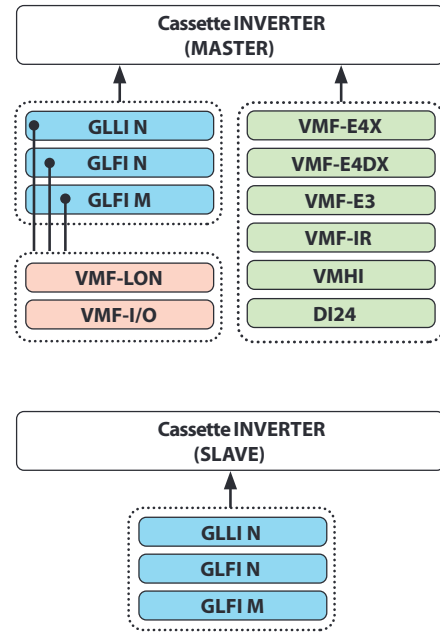 Cassette INVERTER
(MASTER)
GLLI N
GLFI N
GLFI M
VMF-LON
VMF-I/O
VMF-E4X
VMF-E4DX
VMF-E3
VMF-IR
VMHI
DI24
Cassette INVERTER
(SLAVE)
GLLI N
GLFI N
GLFI M